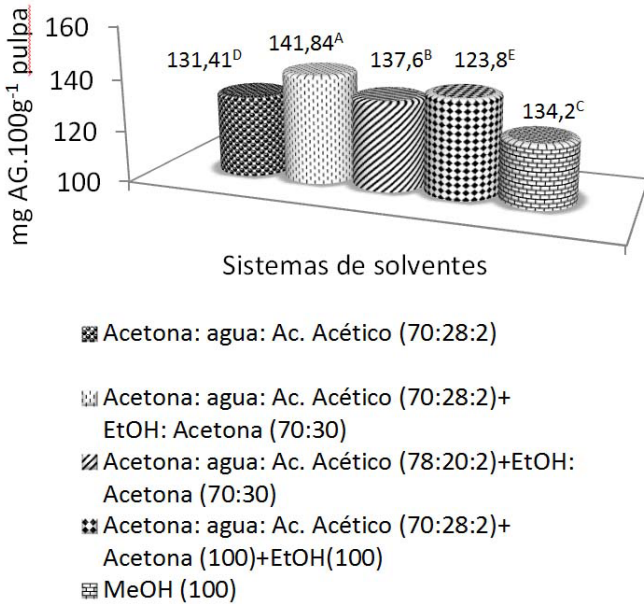 mg AG.100g⁻¹ pulpa
160
140
120
100
131,41ᴰ
141,84ᴬ
137,6ᴮ
123,8ᴱ
134,2ᶜ
Sistemas de solventes
Acetona: agua: Ac. Acético (70:28:2)
Acetona: agua: Ac. Acético (70:28:2)+
EtOH: Acetona (70:30)
Acetona: agua: Ac. Acético (78:20:2)+EtOH:
Acetona (70:30)
Acetona: agua: Ac. Acético (70:28:2)+
Acetona (100)+EtOH(100)
MeOH (100)